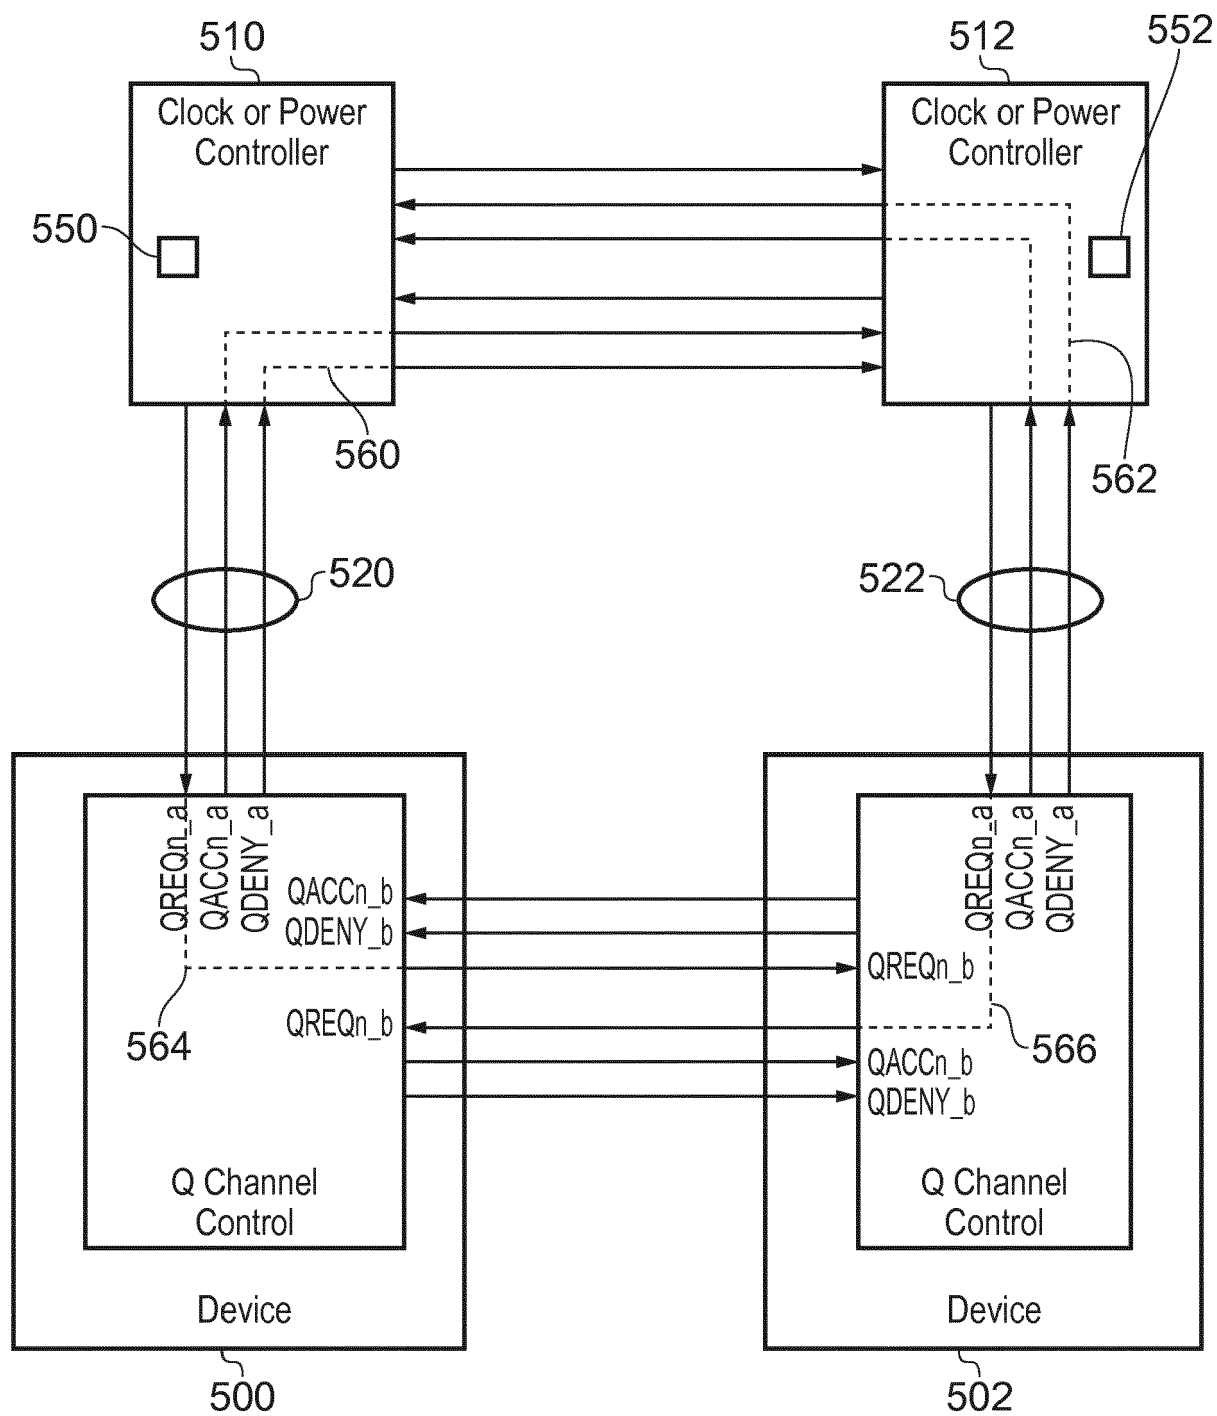 510
512
552
Clock or Power
Controller
Clock or Power
Controller
550
560
562
520
522
QREQn_a
QACCn_a
QDENY_a
QREQn_a
QACCn_a
QDENY_a
QACCn_b
QDENY_b
QREQn_b
QREQn_b
564
566
QACCn_b
QDENY_b
Q Channel
Control
Q Channel
Control
Device
Device
500
502